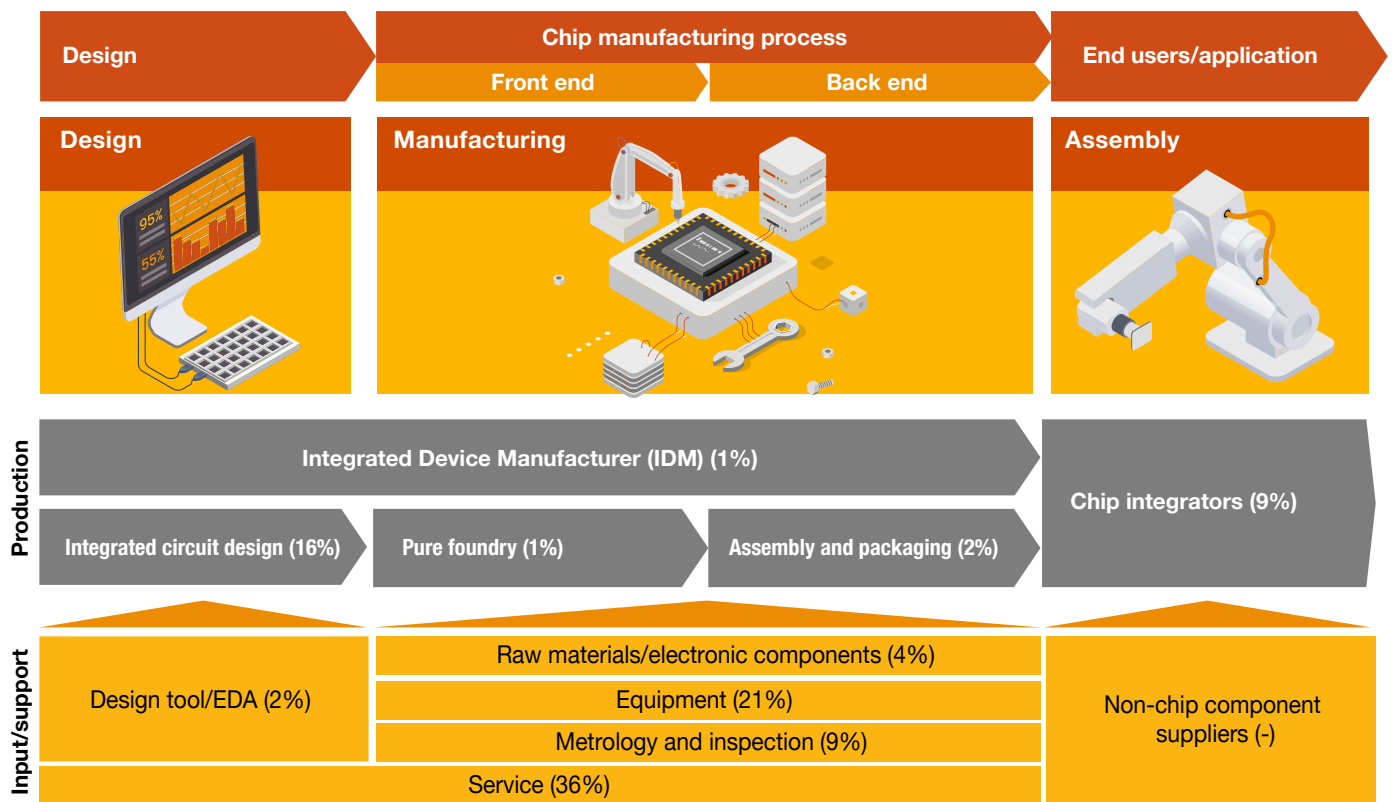 Design
Chip manufacturing process
Front end
Back end
End users/application
Design
95%
55%
Manufacturing
Assembly
Production
Integrated Device Manufacturer (IDM) (1%)
Integrated circuit design (16%)
Pure foundry (1%)
Assembly and packaging (2%)
Chip integrators (9%)
Input/support
Design tool/EDA (2%)
Raw materials/electronic components (4%)
Equipment (21%)
Metrology and inspection (9%)
Service (36%)
Non-chip component
suppliers (-)